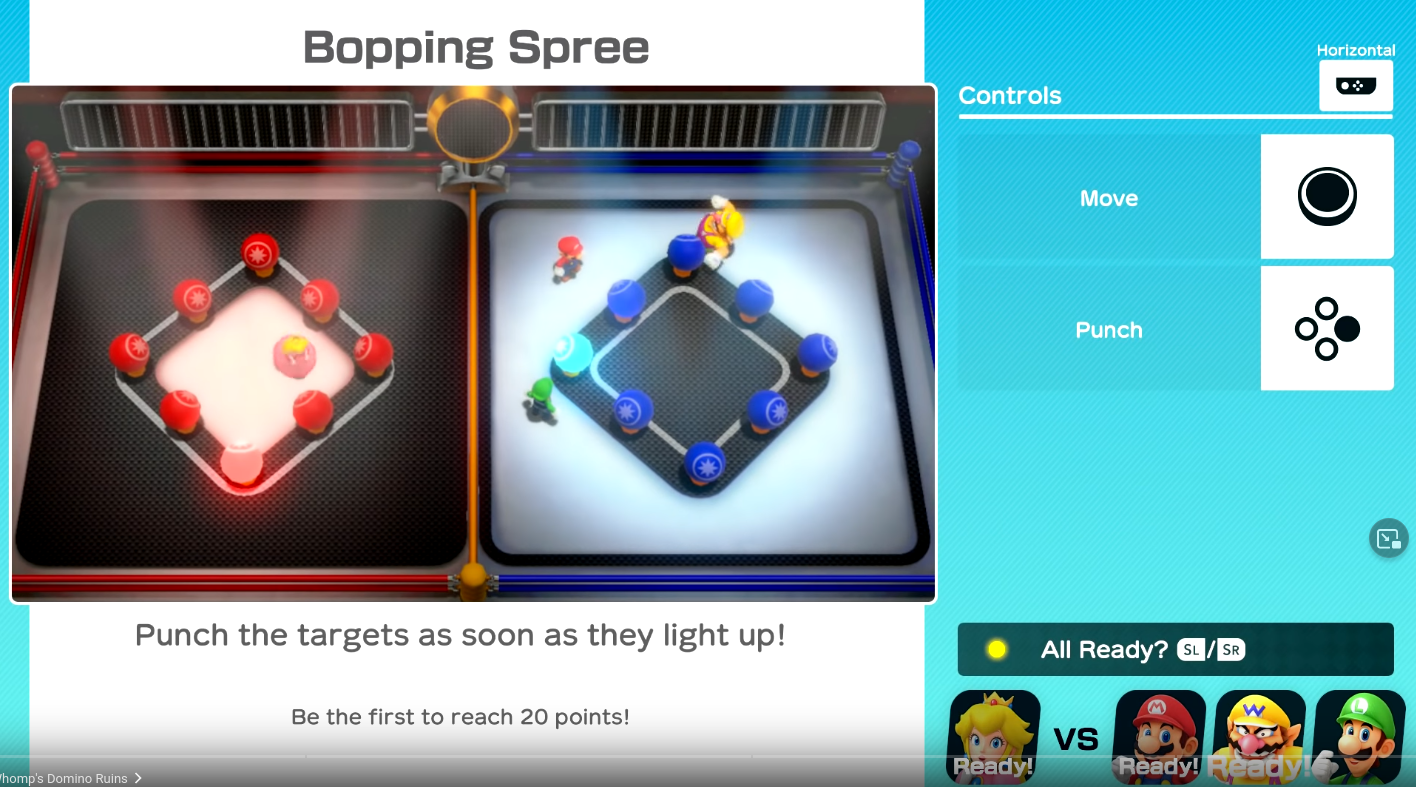 Bopping Spree
Horizontal
Controls
Move
Punch
Punch the targets as soon as they light up!
All Ready? SL/SR
Be the first to reach 20 points!
VS
Ready!
Ready!
Ready!
Domino Ruins